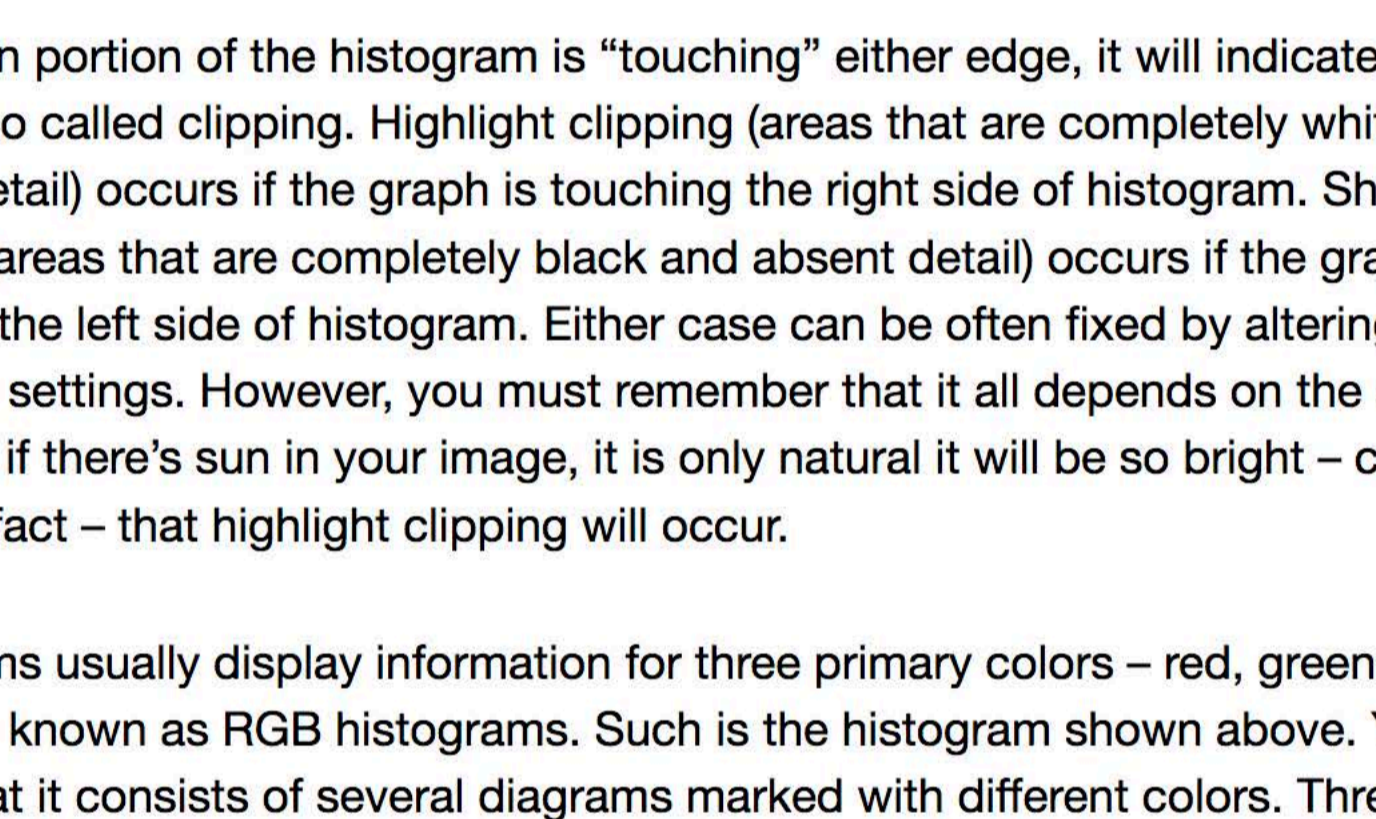 n portion of the histogram is “touching” either edge, it will indicate
o called clipping. Highlight clipping (areas that are completely whi
etail) occurs if the graph is touching the right side of histogram. Sh
areas that are completely black and absent detail) occurs if the gra
the left side of histogram. Either case can be often fixed by altering
settings. However, you must remember that it all depends on the
if there’s sun in your image, it is only natural it will be so bright – c
fact – that highlight clipping will occur.
ms usually display information for three primary colors – red, green
known as RGB histograms. Such is the histogram shown above. Y
at it consists of several diagrams marked with different colors. Thre